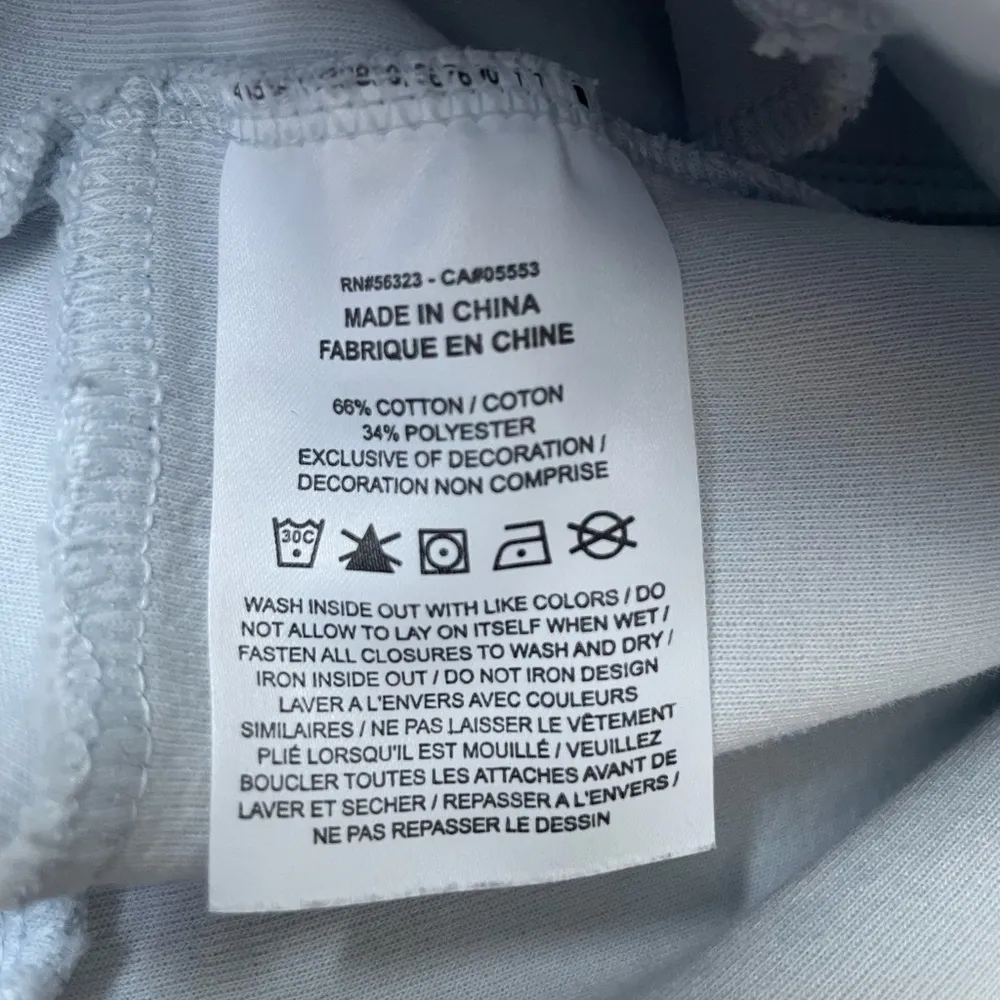 RN#56323 - CA#05553
MADE IN CHINA
FABRIQUE EN CHINE
66% COTTON / COTON
34% POLYESTER
EXCLUSIVE OF DECORATION /
DECORATION NON COMPRISE
30C
WASH INSIDE OUT WITH LIKE COLORS / DO
NOT ALLOW TO LAY ON ITSELF WHEN WET /
FASTEN ALL CLOSURES TO WASH AND DRY /
IRON INSIDE OUT / DO NOT IRON DESIGN
LAVER A L'ENVERS AVEC COULEURS
SIMILAIRES / NE PAS LAISSER LE VÊTEMENT
PLIÉ LORSQU'IL EST MOUILLÉ / VEUILLEZ
BOUCLER TOUTES LES ATTACHES AVANT DE
LAVER ET SECHER / REPASSER A L'ENVERS /
NE PAS REPASSER LE DESSIN